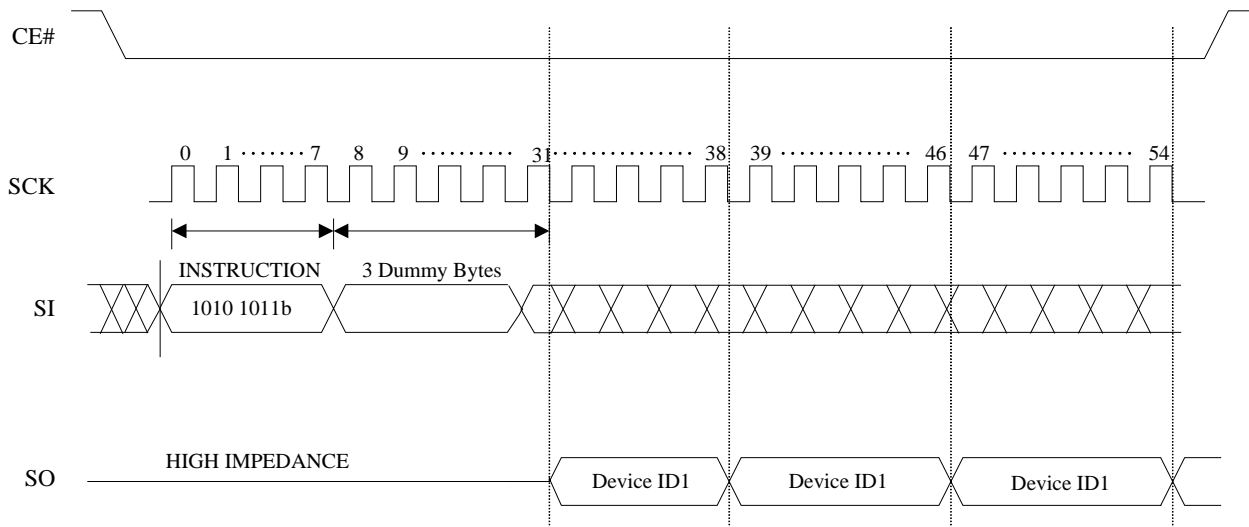 CE#
0 1 ········ 7 8 9 ··········· 31 ··················· 38 39 ··············· 46 47 ··············· 54
SCK
INSTRUCTION 3 Dummy Bytes
SI 1010 1011b
HIGH IMPEDANCE
SO Device ID1 Device ID1 Device ID1